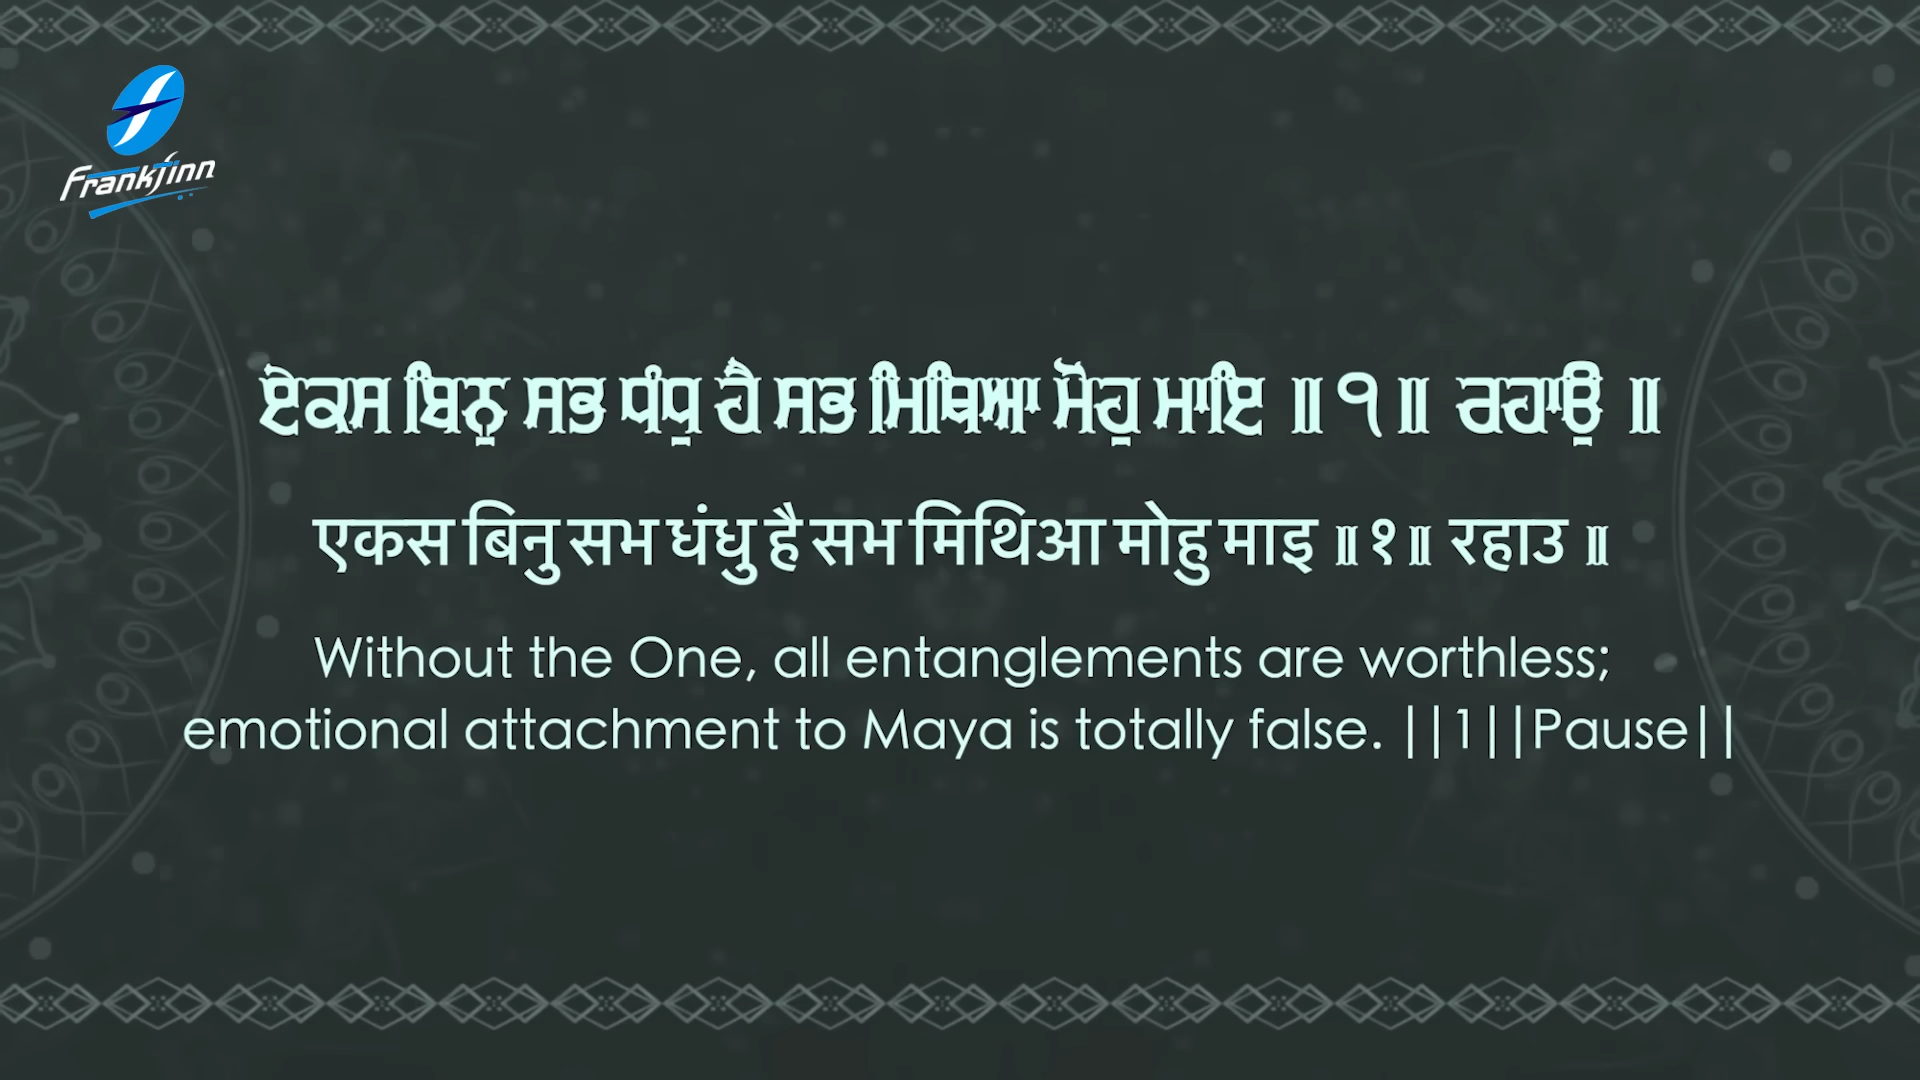 Frankfinn
ਏਕਸ ਬਿਨੁ ਸਭ ਧੰਧੁ ਹੈ ਸਭ ਮਿਥਿਆ ਮੋਹੁ ਮਾਇ ॥੧॥ ਰਹਾਉ ॥
एकस बिनु सभ धंधु है सभ मिथिआ मोहु माइ ॥१॥ रहाउ ॥
Without the One, all entanglements are worthless;
emotional attachment to Maya is totally false. ||1||Pause||